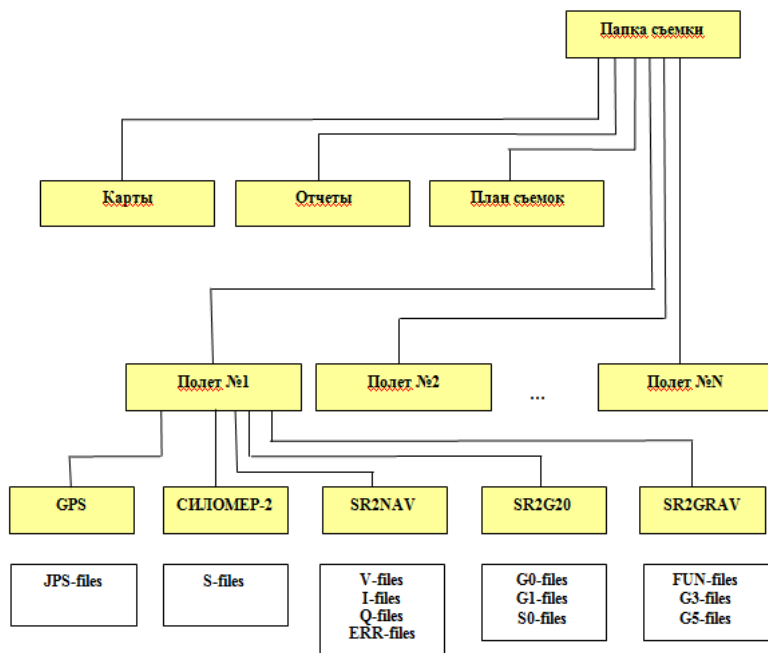 Папка съемки
Карты
Отчеты
План съемок
Полет №1
Полет №2
...
Полет №N
GPS
СИЛОМЕР-2
SR2NAV
SR2G20
SR2GRAV
JPS-files
S-files
V-files
I-files
Q-files
ERR-files
G0-files
G1-files
S0-files
FUN-files
G3-files
G5-files